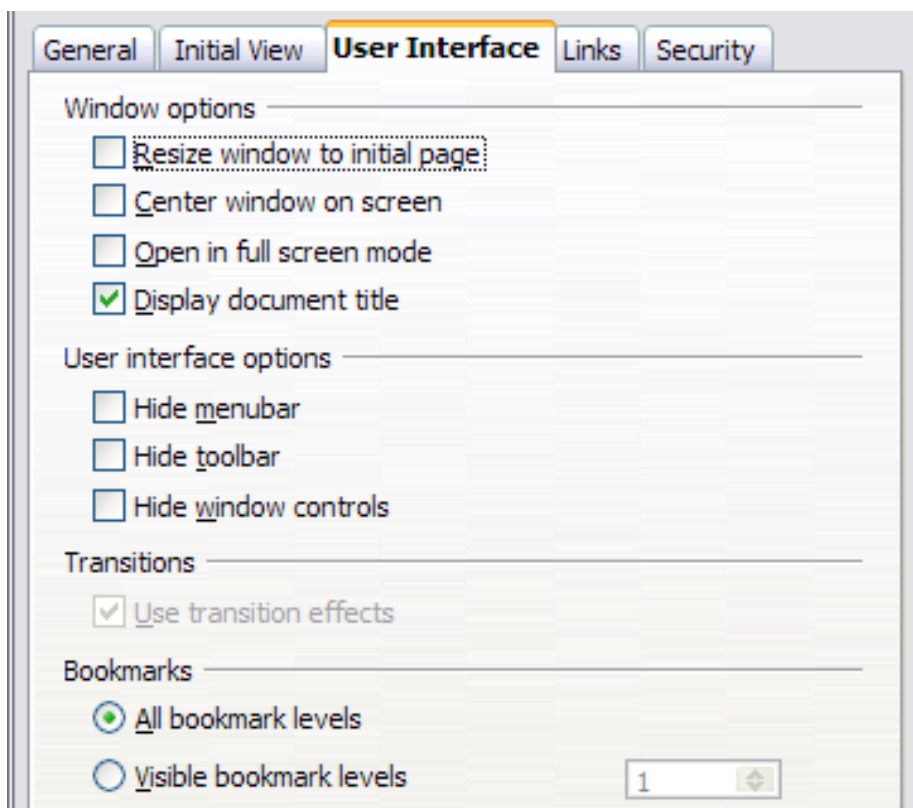 General Initial View User Interface Links Security
Window options
Resize window to initial page
Center window on screen
Open in full screen mode
Display document title
User interface options
Hide menubar
Hide toolbar
Hide window controls
Transitions
Use transition effects
Bookmarks
All bookmark levels
Visible bookmark levels 1